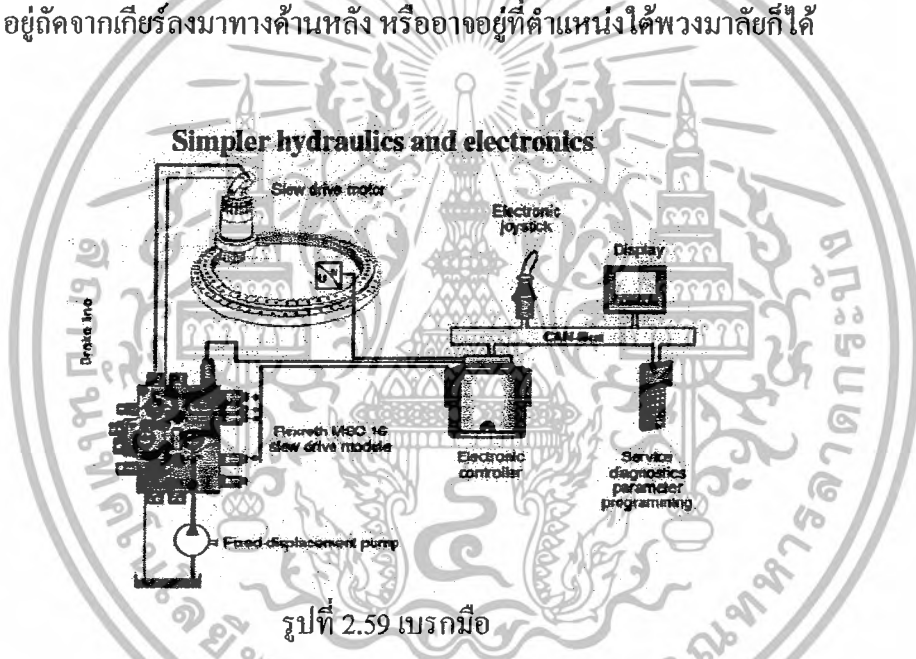 อยู่ถัดจากเกียร์ลงมาทางด้านหลัง หรืออาจอยู่ที่ตำแหน่งใต้พวงมาลัยก็ได้
Simpler hydraulics and electronics
Slew drive motor
Electronic
joystick
Display
Brake line
CAN-Bus
Rexroth M4SC 16
Slew drive module
Electronic
controller
Service
diagnostics
parameter
programming
Fixed displacement pump
รูปที่ 2.59 เบรกมือ